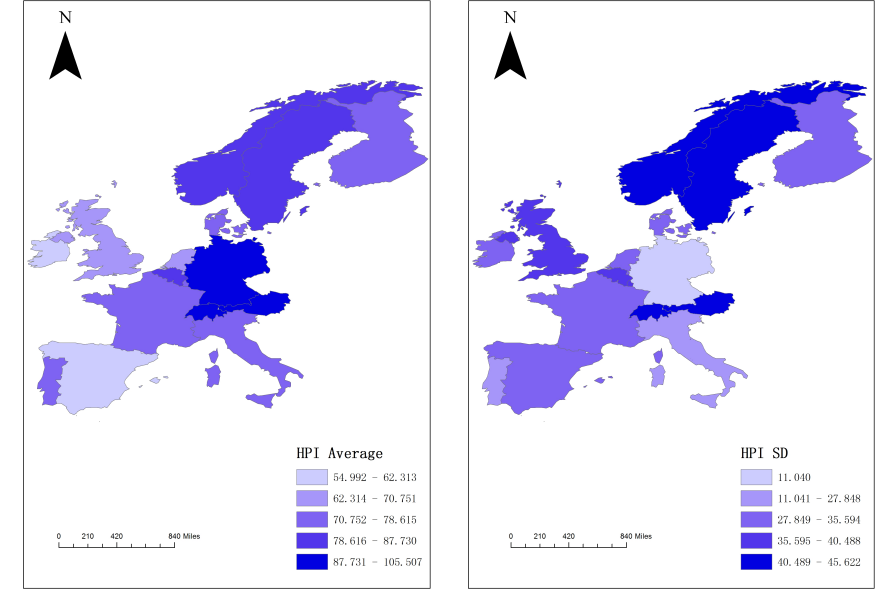 N
HPI Average
54.992 - 62.313
62.314 - 70.751
70.752 - 78.615
78.616 - 87.730
87.731 - 105.507
0 210 420 840 Miles
N
HPI SD
11.040
11.041 - 27.848
27.849 - 35.594
35.595 - 40.488
40.489 - 45.622
0 210 420 840 Miles